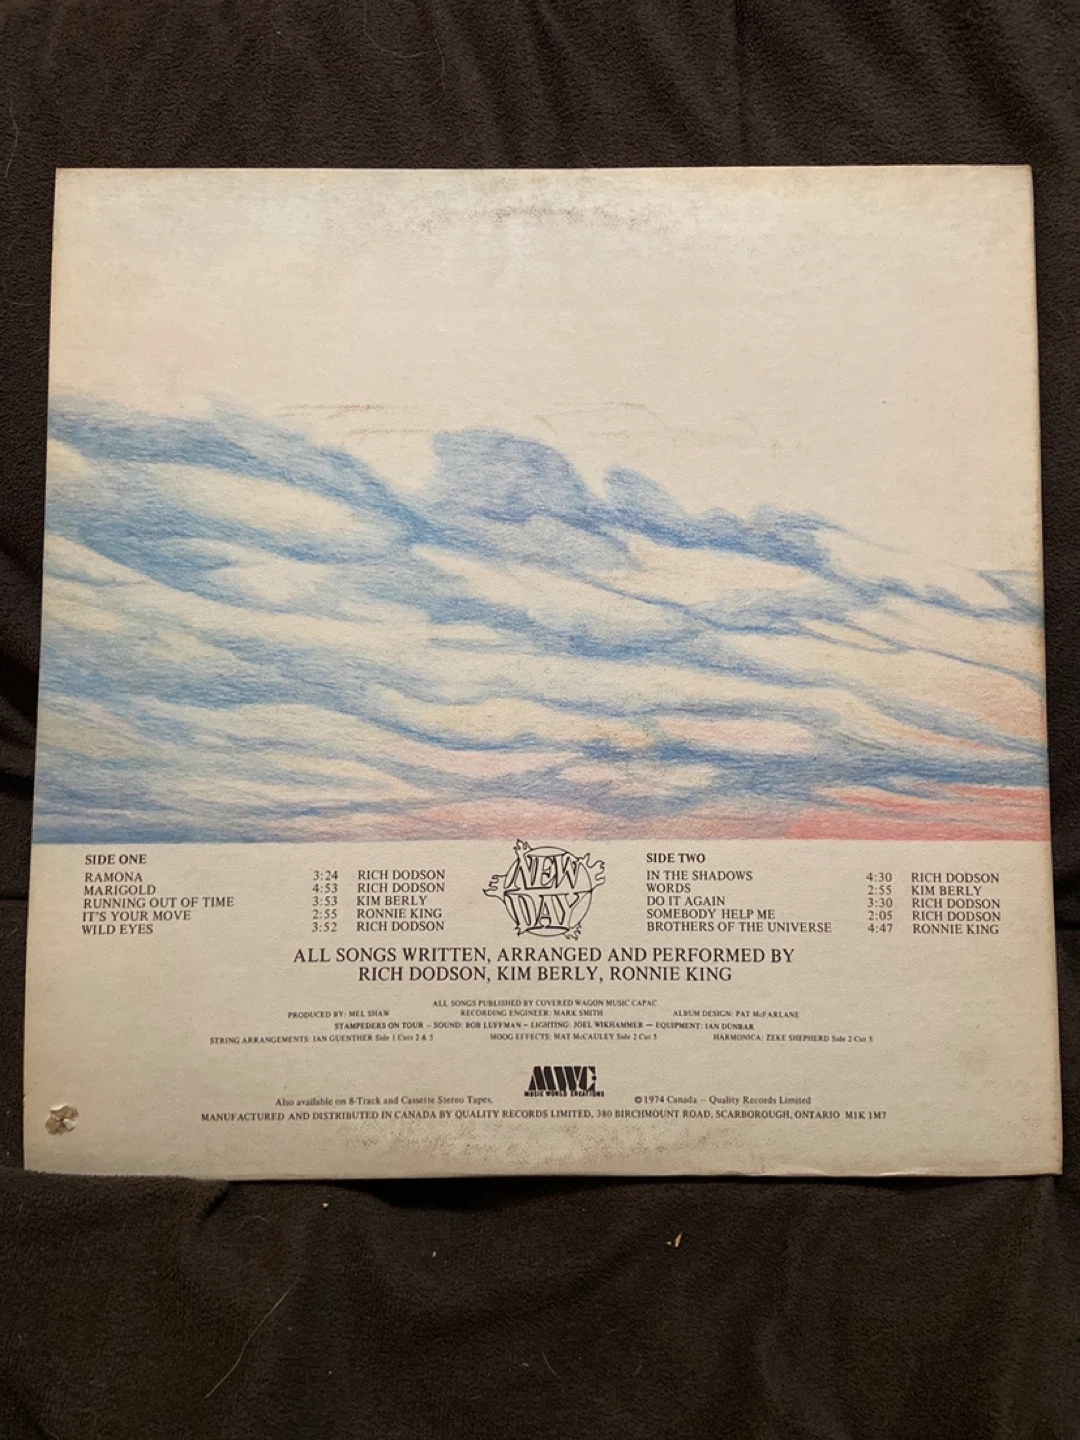 SIDE ONE
RAMONA 3:24 RICH DODSON
MARIGOLD 4:53 RICH DODSON
RUNNING OUT OF TIME 3:53 KIM BERLY
IT'S YOUR MOVE 2:55 RONNIE KING
WILD EYES 3:52 RICH DODSON
NEW
DAY
SIDE TWO
IN THE SHADOWS 4:30 RICH DODSON
WORDS 2:55 KIM BERLY
DO IT AGAIN 3:30 RICH DODSON
SOMEBODY HELP ME 2:05 RICH DODSON
BROTHERS OF THE UNIVERSE 4:47 RONNIE KING
ALL SONGS WRITTEN, ARRANGED AND PERFORMED BY
RICH DODSON, KIM BERLY, RONNIE KING
ALL SONGS PUBLISHED BY COVERED WAGON MUSIC CAPAC
PRODUCED BY: MEL SHAW RECORDING ENGINEER: MARK SMITH ALBUM DESIGN: PAT McFARLANE
STAMPEDERS ON TOUR – SOUND: BOB LUFFMAN – LIGHTING: JOEL WIKHAMMER – EQUIPMENT: IAN DUNBAR
STRING ARRANGEMENTS: IAN GUENTHER Side 1 Cuts 2 & 5 MOOG EFFECTS: MAT McCAULEY Side 2 Cut 5 HARMONICA: ZEKE SHEPHERD Side 2 Cut 3
MWC
MUSIC WORLD CREATIONS
Also available on 8-Track and Cassette Stereo Tapes. © 1974 Canada – Quality Records Limited
MANUFACTURED AND DISTRIBUTED IN CANADA BY QUALITY RECORDS LIMITED, 380 BIRCHMOUNT ROAD, SCARBOROUGH, ONTARIO M1K 1M7